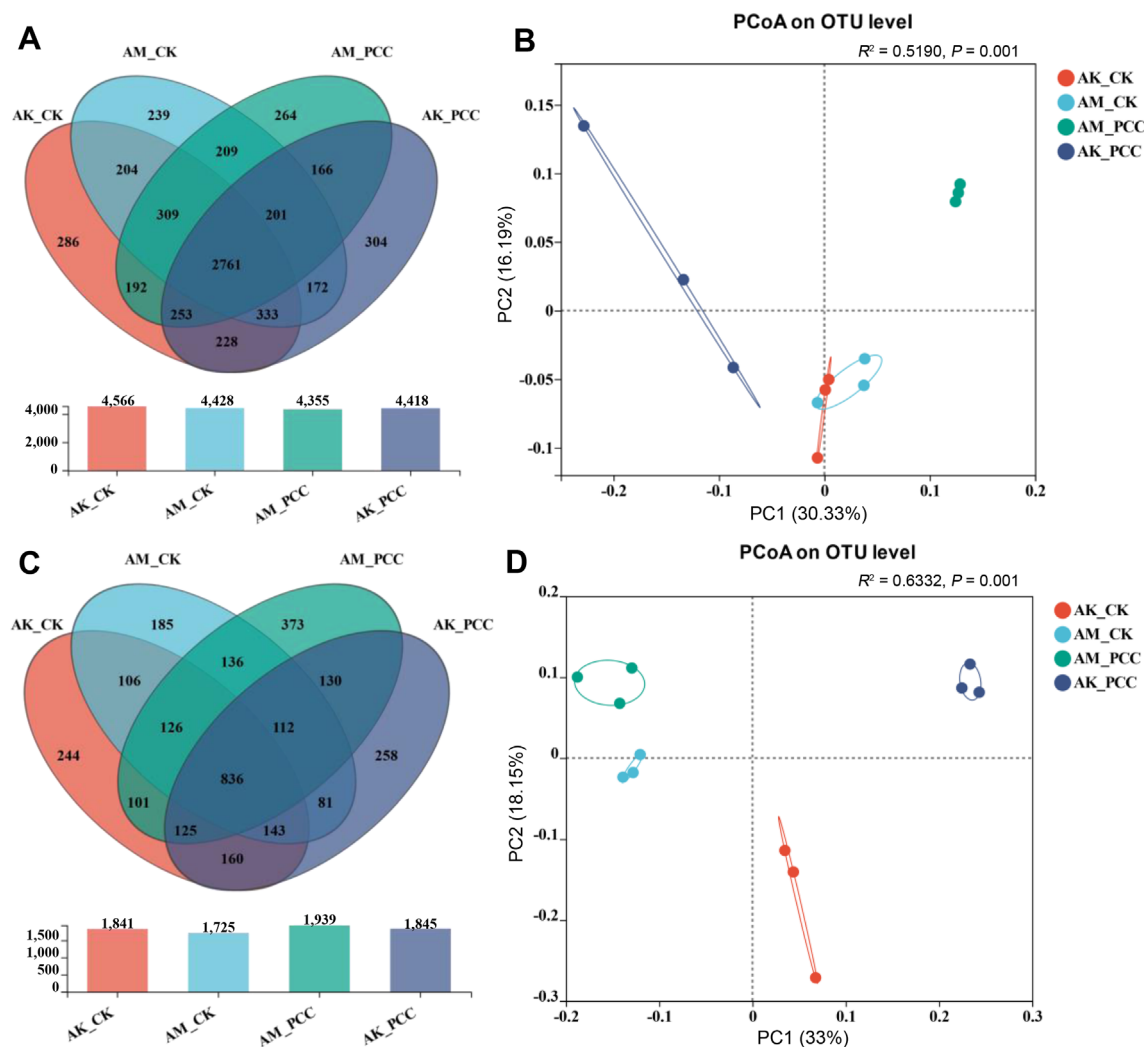 A
AM_CK
AM_PCC
AK_CK
AK_PCC
239
264
204
209
166
286
309
201
304
2761
192
172
253
333
228
4,566
4,428
4,355
4,418
4,000
2,000
0
AK_CK
AM_CK
AM_PCC
AK_PCC
B
PCoA on OTU level
R² = 0.5190, P = 0.001
AK_CK
AM_CK
AM_PCC
AK_PCC
0.15
0.1
0.05
0
-0.05
-0.1
PC2 (16.19%)
-0.2
-0.1
0
0.1
0.2
PC1 (30.33%)
C
AM_CK
AM_PCC
AK_CK
AK_PCC
185
373
106
136
130
244
126
112
258
836
101
81
125
143
160
1,841
1,725
1,939
1,845
1,500
1,000
500
0
AK_CK
AM_CK
AM_PCC
AK_PCC
D
PCoA on OTU level
R² = 0.6332, P = 0.001
AK_CK
AM_CK
AM_PCC
AK_PCC
0.2
0.1
0
-0.1
-0.2
-0.3
PC2 (18.15%)
-0.2
-0.1
0
0.1
0.2
0.3
PC1 (33%)